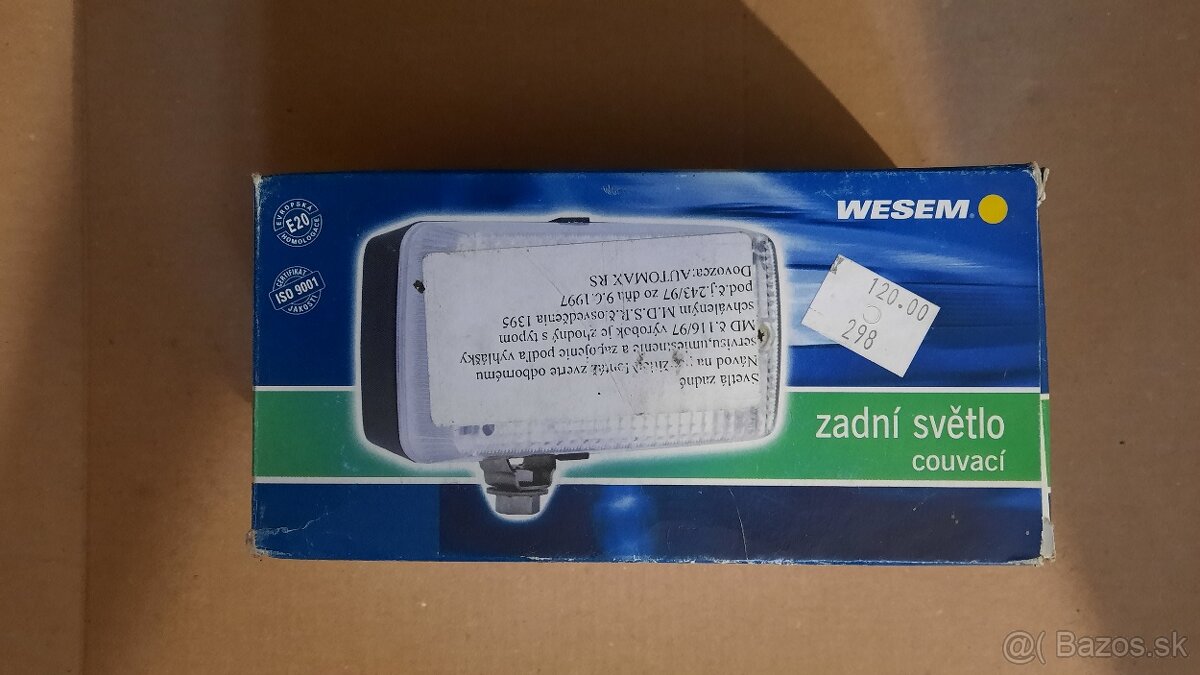 WESEM
EVROPSKÁ
E20
HOMOLOGACE
CERTIFIKÁT
ISO 9001
JAKOSTI
120.00
298
Svetlá zadné
Návod na zverte odbornému
servisu,umiestnenie a zapojenie podľa vyhlášky
MD č.116/97 výrobok je zhodný s typom
schváleným M.D.S.R.č.osvedčenia 1395
pod.č.j.243/97 zo dňa 9.6.1997
Dovozca:AUTOMAX RS
zadní světlo
couvací
@( Bazos.sk